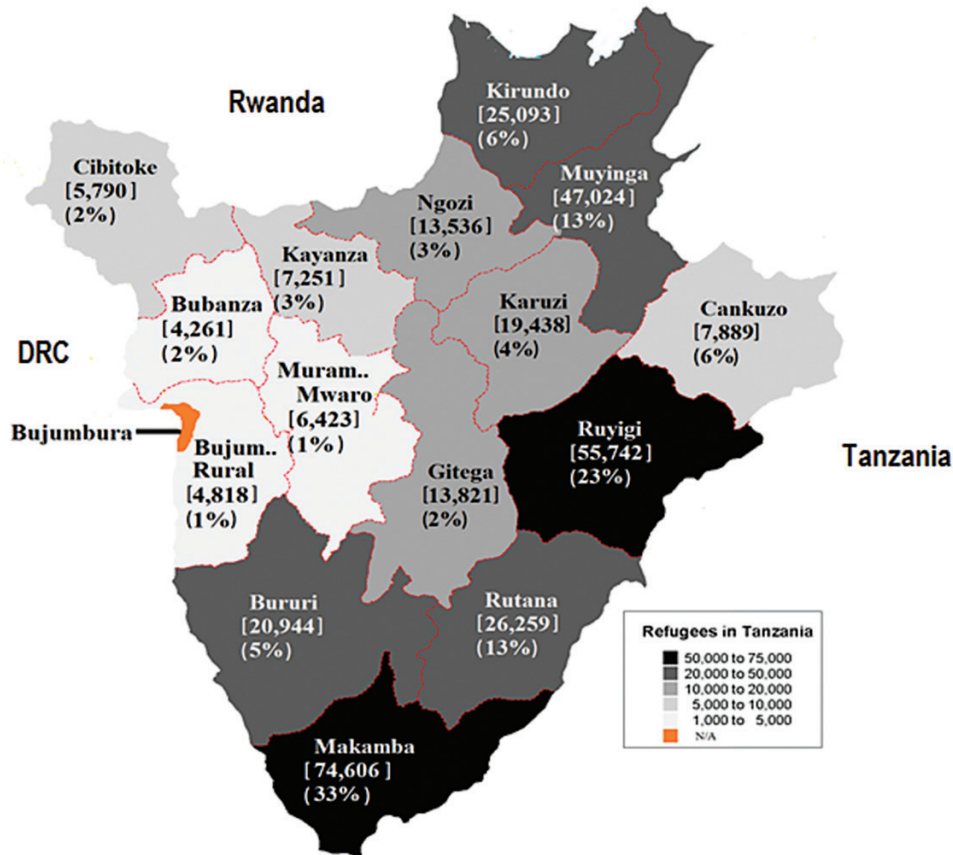 Rwanda
Kirundo
[25,093]
(6%)
Cibitoke
[5,790]
(2%)
Muyinga
[47,024]
(13%)
Ngozi
[13,536]
(3%)
Kayanza
[7,251]
(3%)
Bubanza
[4,261]
(2%)
Karuzi
[19,438]
(4%)
Cankuzo
[7,889]
(6%)
DRC
Muram..
Mwaro
[6,423]
(1%)
Bujumbura
Bujum..
Rural
[4,818]
(1%)
Gitega
[13,821]
(2%)
Ruyigi
[55,742]
(23%)
Tanzania
Bururi
[20,944]
(5%)
Rutana
[26,259]
(13%)
Makamba
[74,606]
(33%)
Refugees in Tanzania
50,000 to 75,000
20,000 to 50,000
10,000 to 20,000
5,000 to 10,000
1,000 to 5,000
N/A